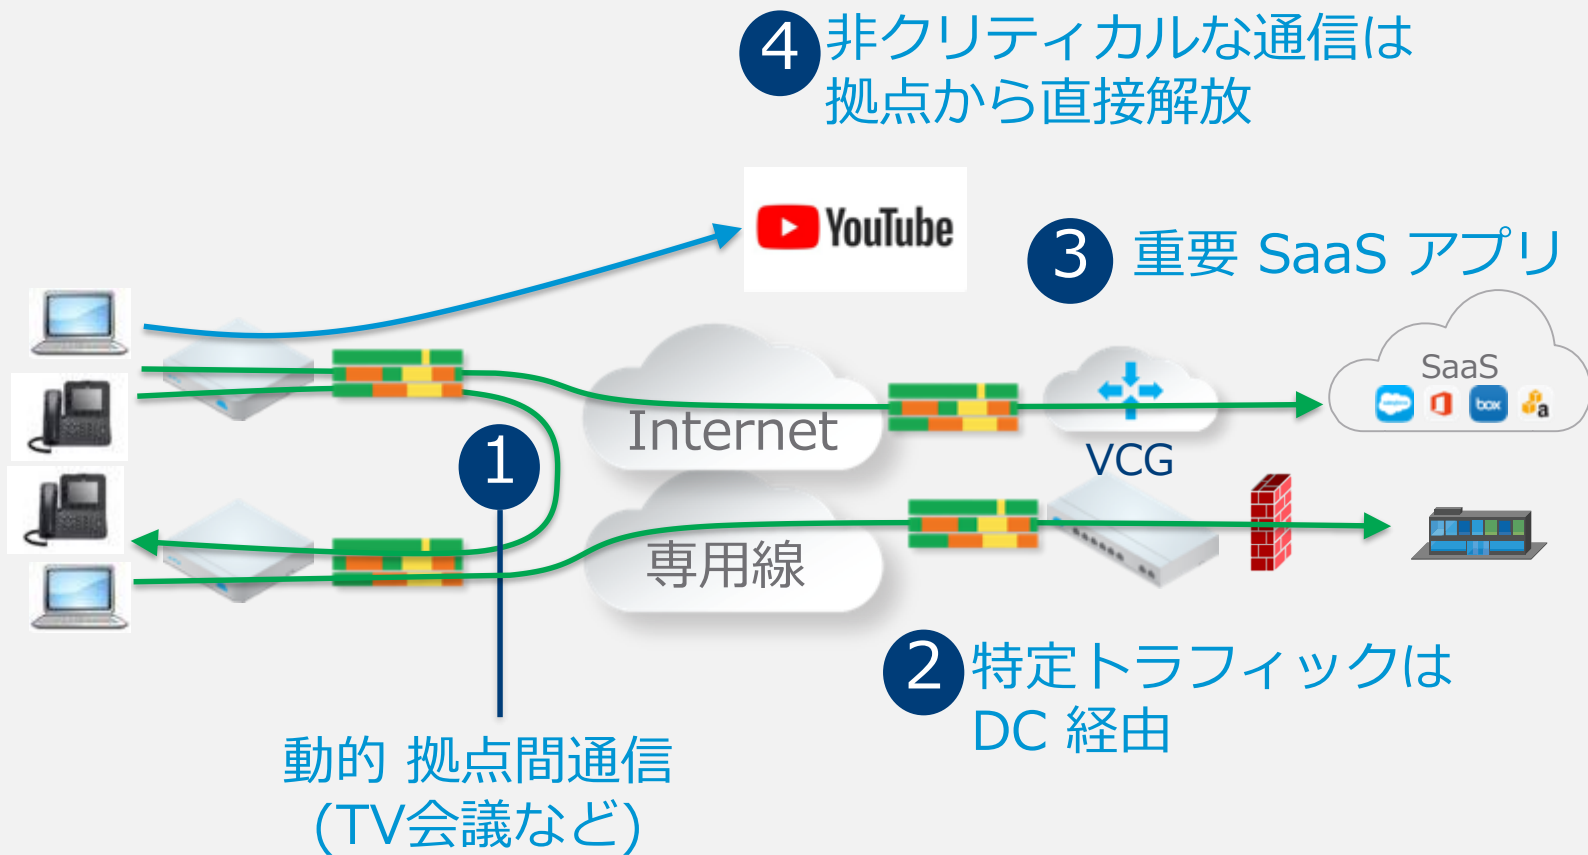 4 非クリティカルな通信は
拠点から直接解放
YouTube
3 重要 SaaS アプリ
SaaS
box
a
Internet
VCG
1
専用線
2 特定トラフィックは
DC 経由
動的 拠点間通信
(TV会議など)